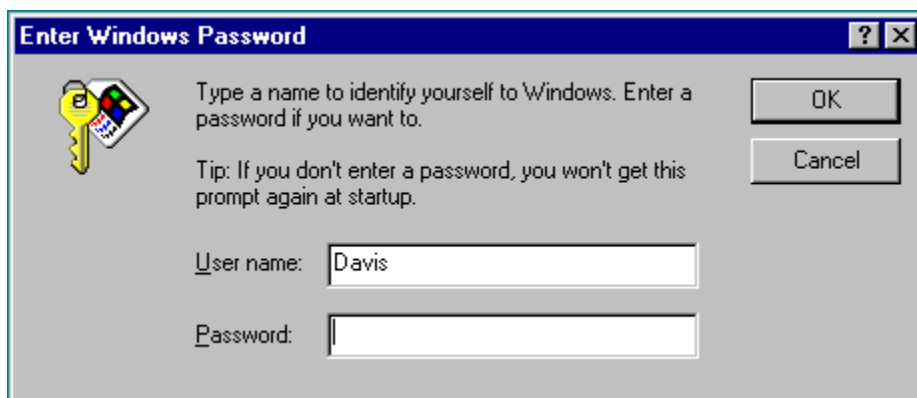 Enter Windows Password
?
Type a name to identify yourself to Windows. Enter a
password if you want to.
OK
Tip: If you don't enter a password, you won't get this
prompt again at startup.
Cancel
User name: Davis
Password: